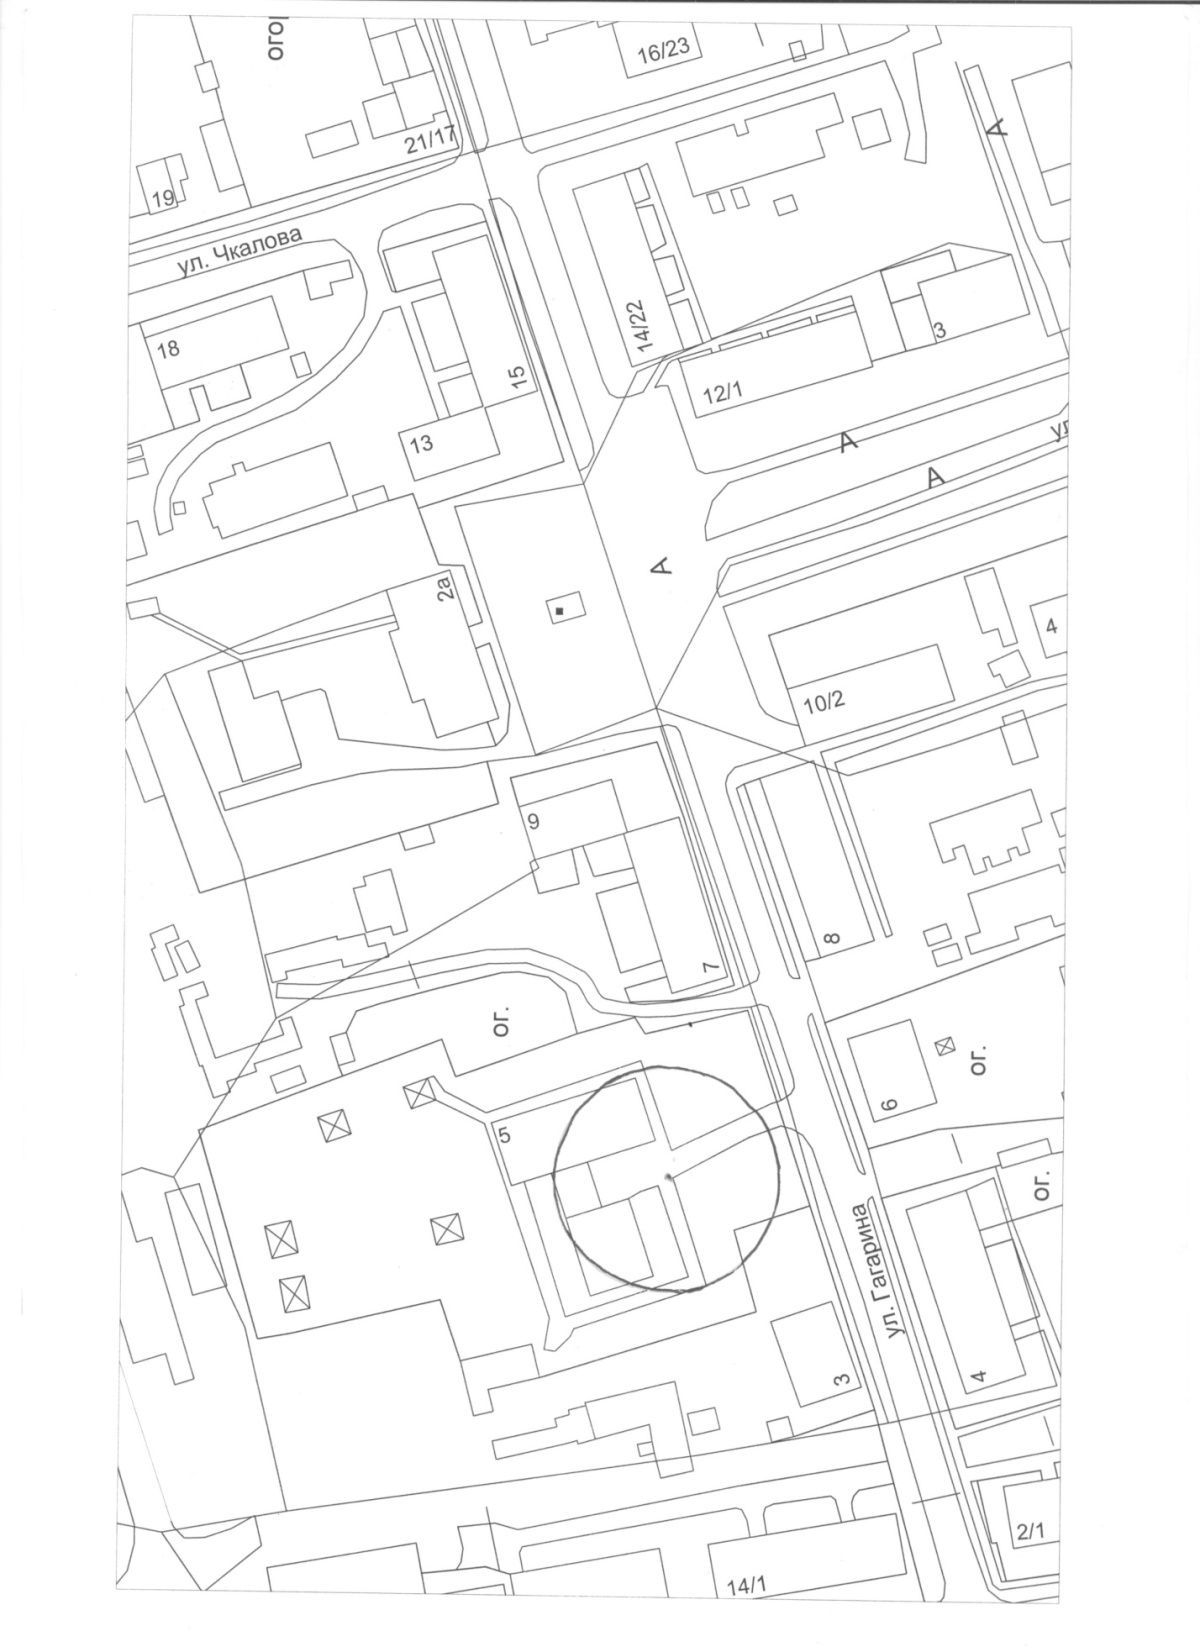 огор
16/23
21/17
А
19
ул. Чкалова
14/22
3
18
15
12/1
13
А
ул
А
А
2а
4
10/2
9
8
7
ог.
6
ог.
5
ог.
ул. Гагарина
3
4
2/1
14/1